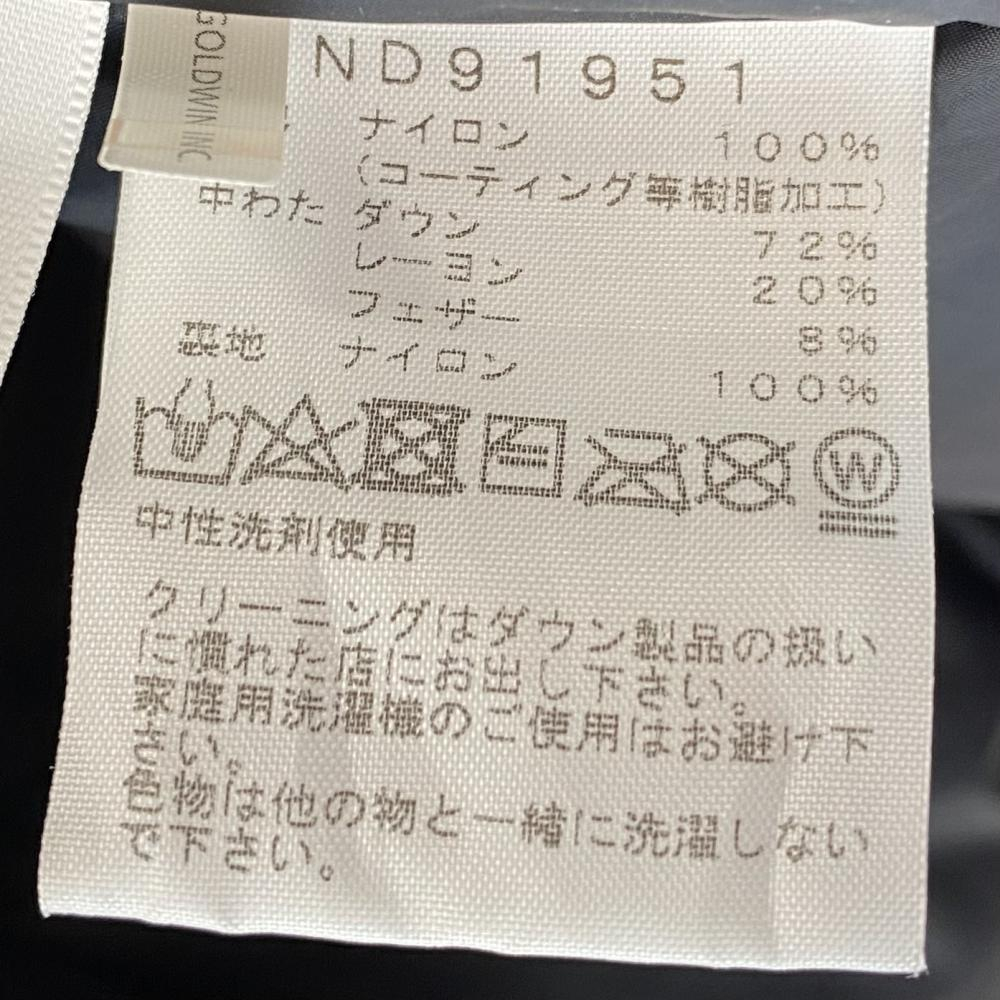 GOLDWIN INC
ND91951
ナイロン 100%
(コーティング等樹脂加工)
中わた ダウン 72%
レーヨン 20%
フェザー 8%
裏地 ナイロン 100%
W
中性洗剤使用
クリーニングはダウン製品の扱い
に慣れた店にお出し下さい。
家庭用洗濯機のご使用はお避け下
さい。
色物は他の物と一緒に洗濯しない
で下さい。